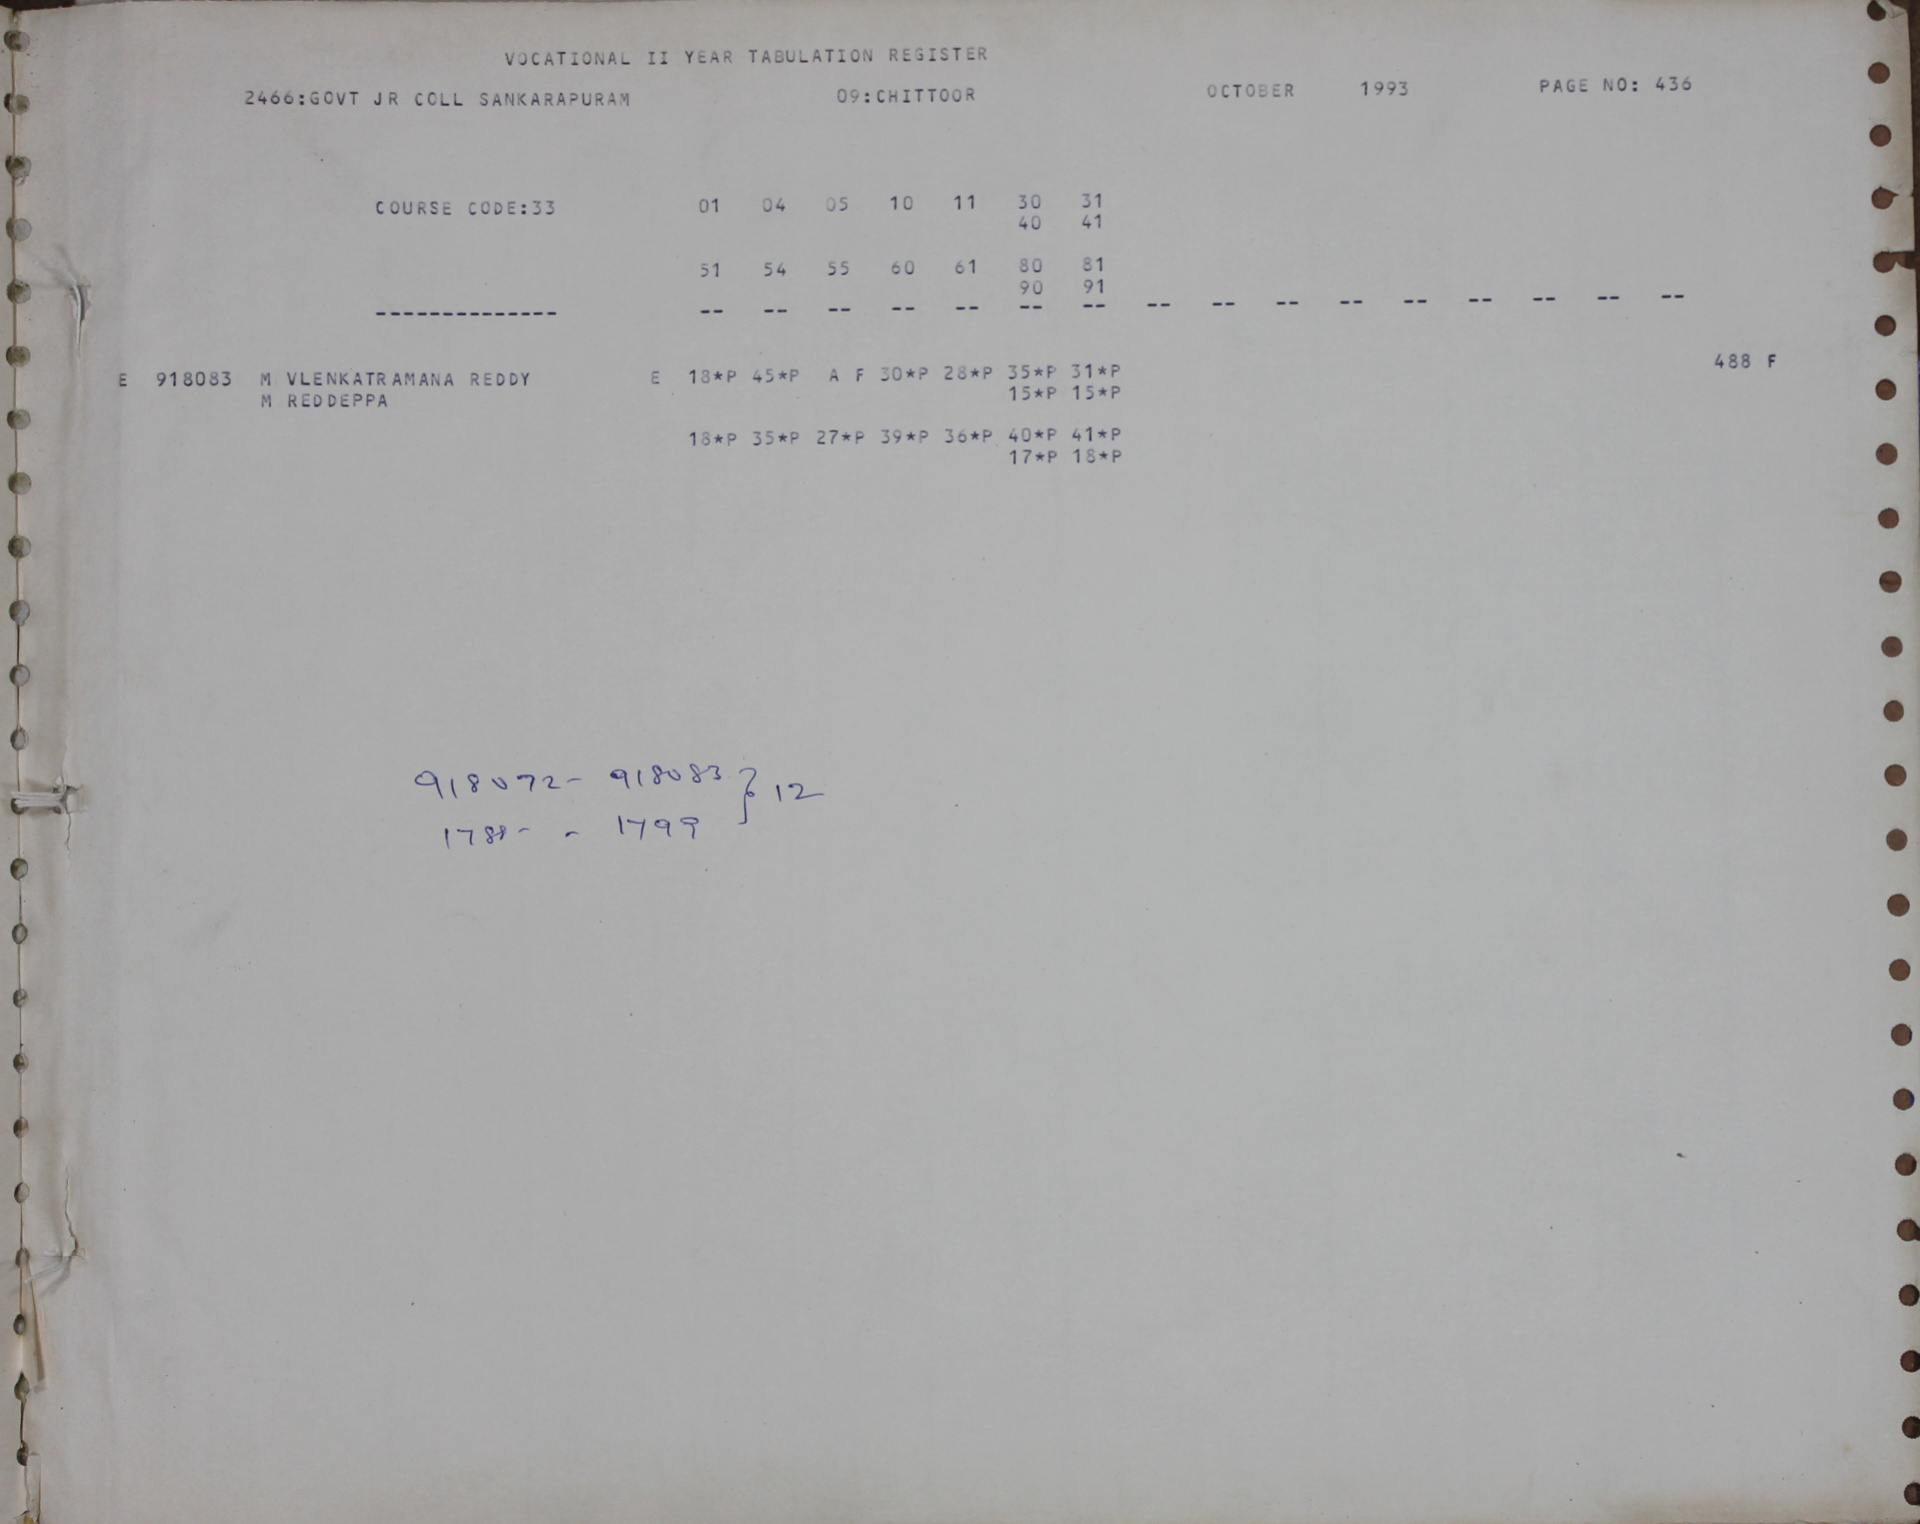 VOCATIONAL II YEAR TABULATION REGISTER
2466:GOVT JR COLL SANKARAPURAM 09:CHITTOOR OCTOBER 1993 PAGE NO: 436
COURSE CODE:33 01 04 05 10 11 30 31
40 41
51 54 55 60 61 80 81
90 91
-------------- -- -- -- -- -- -- -- -- -- -- -- -- -- -- -- --
E 918083 M VLENKATRAMANA REDDY E 18*P 45*P A F 30*P 28*P 35*P 31*P 488 F
M REDDEPPA 15*P 15*P
18*P 35*P 27*P 39*P 36*P 40*P 41*P
17*P 18*P
918072- 918083 } 12
1788- - 1799